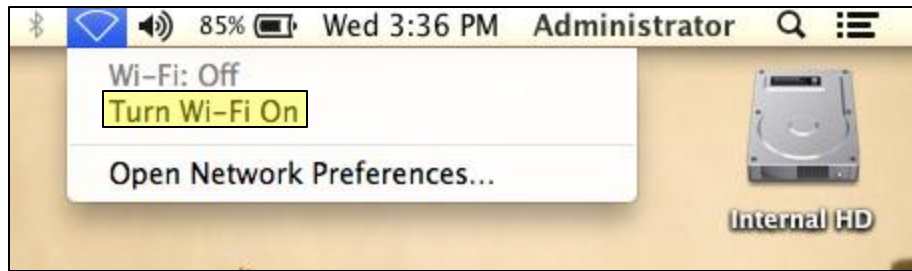 85% Wed 3:36 PM Administrator
Wi-Fi: Off
Turn Wi-Fi On
Open Network Preferences...
Internal HD